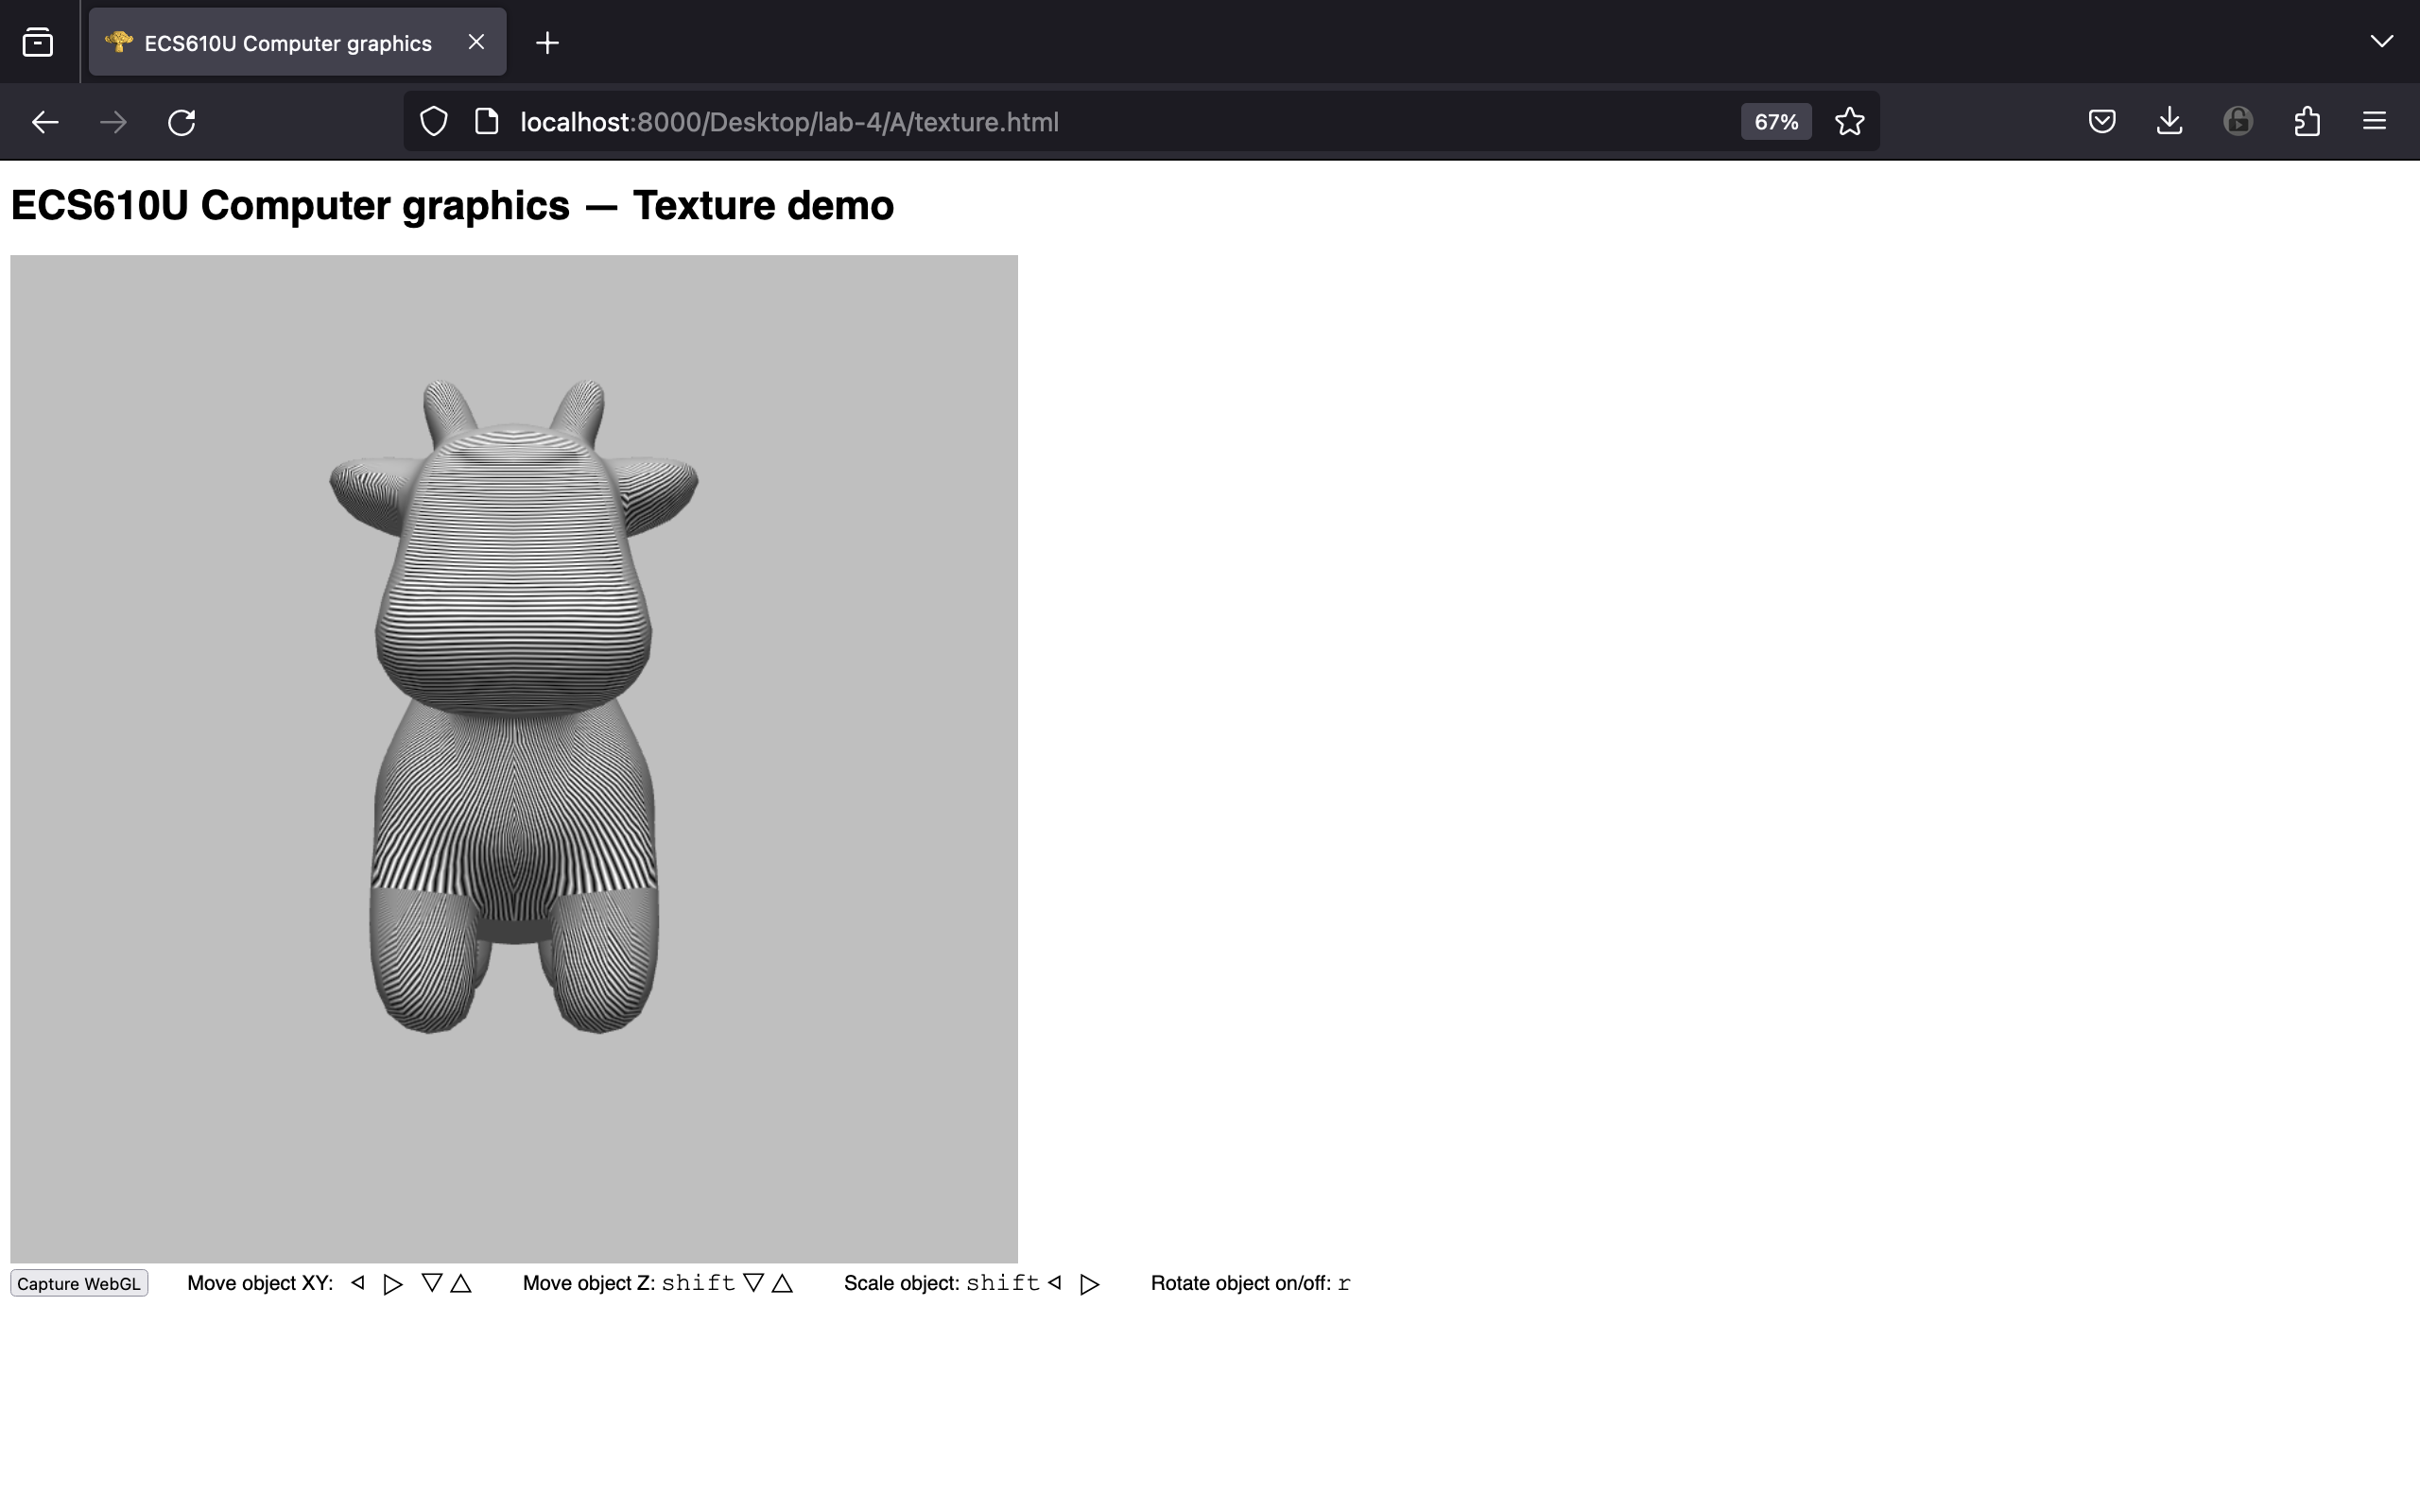 ECS610U Computer graphics
localhost:8000/Desktop/lab-4/A/texture.html 67%
ECS610U Computer graphics — Texture demo
Capture WebGL Move object XY: ◁ ▷ ▽ △ Move object Z: shift ▽ △ Scale object: shift ◁ ▷ Rotate object on/off: r